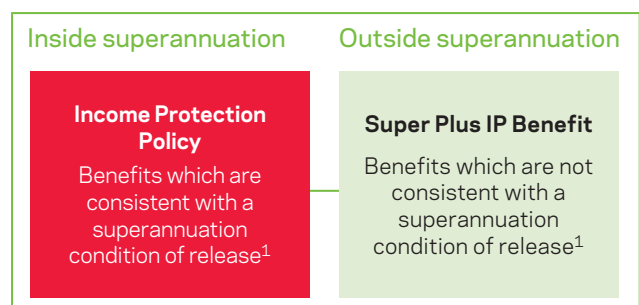 Inside superannuation
Income Protection
Policy
Benefits which are
consistent with a
superannuation
condition of release1
Outside superannuation
Super Plus IP Benefit
Benefits which are not
consistent with a
superannuation
condition of release1